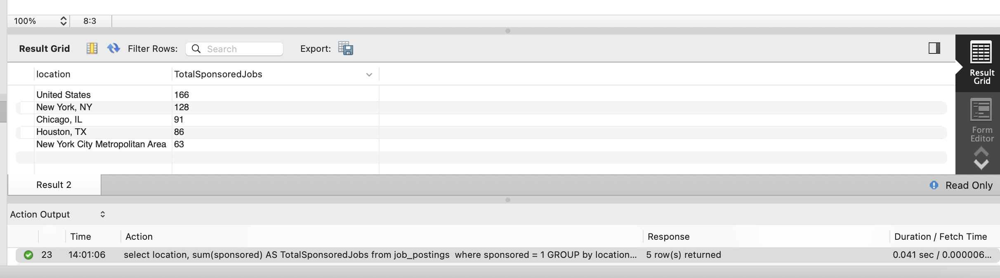 100% 8:3
Result Grid Filter Rows: Search Export:
location TotalSponsoredJobs
United States 166
New York, NY 128
Chicago, IL 91
Houston, TX 86
New York City Metropolitan Area 63
Result Grid
Form Editor
Result 2 Read Only
Action Output
Time Action Response Duration / Fetch Time
23 14:01:06 select location, sum(sponsored) AS TotalSponsoredJobs from job_postings  where sponsored = 1 GROUP by location... 5 row(s) returned 0.041 sec / 0.000006...